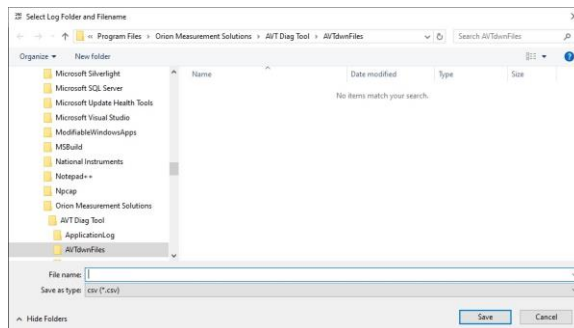 Select Log Folder and Filename
« Program Files › Orion Measurement Solutions › AVT Diag Tool › AVTdwnFiles
Search AVTdwnFiles
Organize
New folder
Name
Date modified
Type
Size
No items match your search.
Microsoft Silverlight
Microsoft SQL Server
Microsoft Update Health Tools
Microsoft Visual Studio
ModifiableWindowsApps
MSBuild
National Instruments
Notepad++
Npcap
Orion Measurement Solutions
AVT Diag Tool
ApplicationLog
AVTdwnFiles
File name:
Save as type: csv (*.csv)
Hide Folders
Save
Cancel